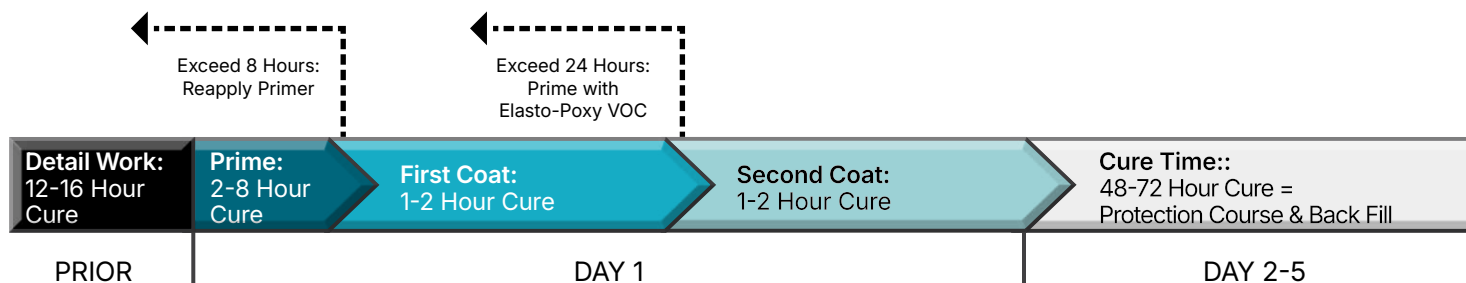 Exceed 8 Hours:
Reapply Primer
Exceed 24 Hours:
Prime with
Elasto-Poxy VOC
Detail Work:
12-16 Hour
Cure
Prime:
2-8 Hour
Cure
First Coat:
1-2 Hour Cure
Second Coat:
1-2 Hour Cure
Cure Time::
48-72 Hour Cure =
Protection Course & Back Fill
PRIOR
DAY 1
DAY 2-5